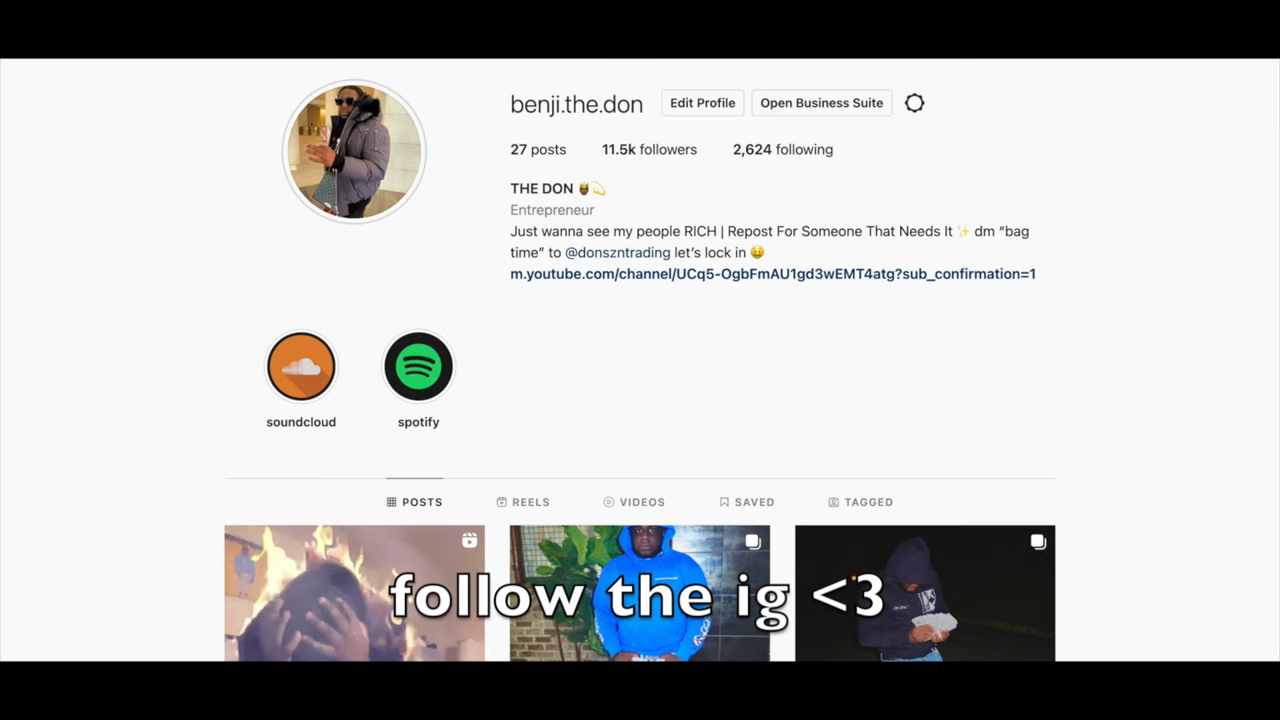 benji.the.don Edit Profile Open Business Suite
27 posts 11.5k followers 2,624 following
THE DON 🤴🏿💫
Entrepreneur
Just wanna see my people RICH | Repost For Someone That Needs It ✨ dm “bag
time” to @donszntrading let’s lock in 🤑
m.youtube.com/channel/UCq5-OgbFmAU1gd3wEMT4atg?sub_confirmation=1
soundcloud spotify
POSTS REELS VIDEOS SAVED TAGGED
follow the ig <3